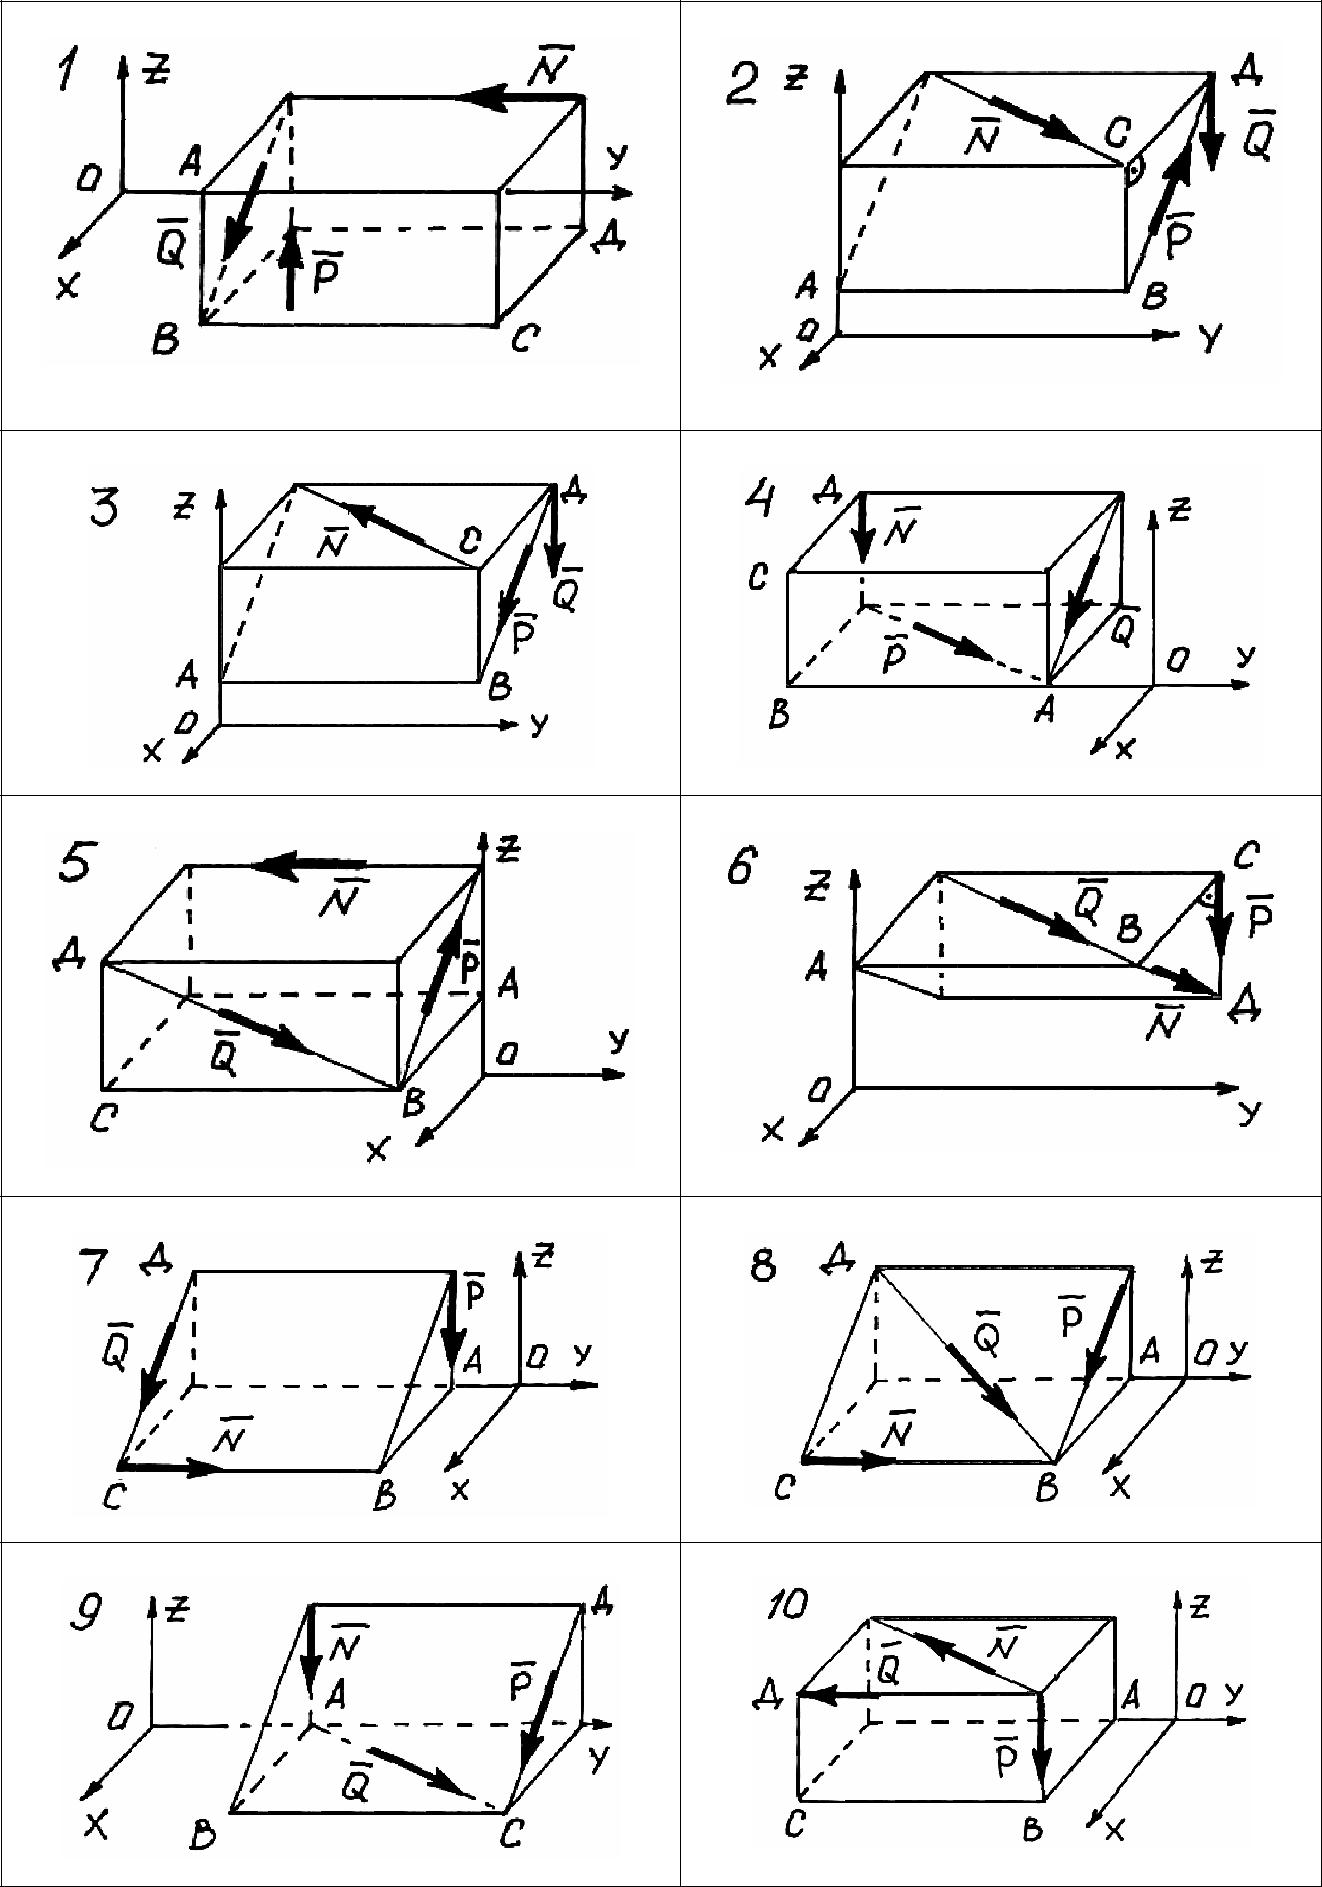 1 Z N̅
A O Y
Q̅ P̅ Д
X
B C
2 Z Д
N̅ C Q̅
P̅
A B
O
X Y
3 Z Д
N̅ C Q̅
P̅
A B
O
X Y
4 Д Z
N̅
C
P̅ Q̅ O Y
B A X
5 Z
N̅
Д P̅
A
Q̅ O Y
C B
X
6 C
Z Q̅ P̅
B
A
N̅ Д
O
X Y
7 Д P̅ Z
Q̅ A O Y
N̅
C B X
8 Д Z
Q̅ P̅
A O Y
N̅
C B X
9 Z Д
N̅
P̅
A
O
Q̅ Y
X
B C
10 Z
Q̅ N̅
Д A O Y
P̅
C B X